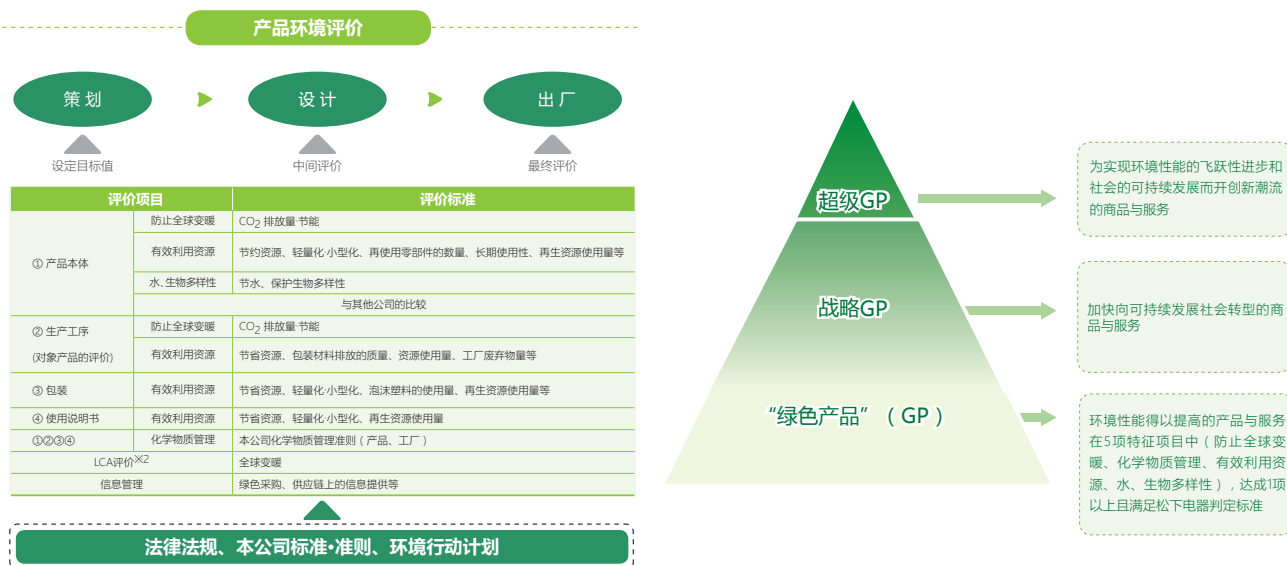 产品环境评价
策划
设计
出厂
设定目标值
中间评价
最终评价
评价项目 评价标准
① 产品本体
防止全球变暖 CO2 排放量·节能
有效利用资源 节约资源、轻量化·小型化、再使用零部件的数量、长期使用性、再生资源使用量等
水、生物多样性 节水、保护生物多样性
与其他公司的比较
② 生产工序
(对象产品的评价)
防止全球变暖 CO2 排放量·节能
有效利用资源 节省资源、包装材料排放的质量、资源使用量、工厂废弃物量等
③ 包装 有效利用资源 节省资源、轻量化·小型化、泡沫塑料的使用量、再生资源使用量等
④ 使用说明书 有效利用资源 节省资源、轻量化·小型化、再生资源使用量
①②③④ 化学物质管理 本公司化学物质管理准则（产品、工厂）
LCA评价※2 全球变暖
信息管理 绿色采购、供应链上的信息提供等
法律法规、本公司标准·准则、环境行动计划
超级GP
为实现环境性能的飞跃性进步和
社会的可持续发展而开创新潮流
的商品与服务
战略GP
加快向可持续发展社会转型的商
品与服务
“绿色产品”（GP）
环境性能得以提高的产品与服务
在5项特征项目中（防止全球变
暖、化学物质管理、有效利用资
源、水、生物多样性），达成1项
以上且满足松下电器判定标准